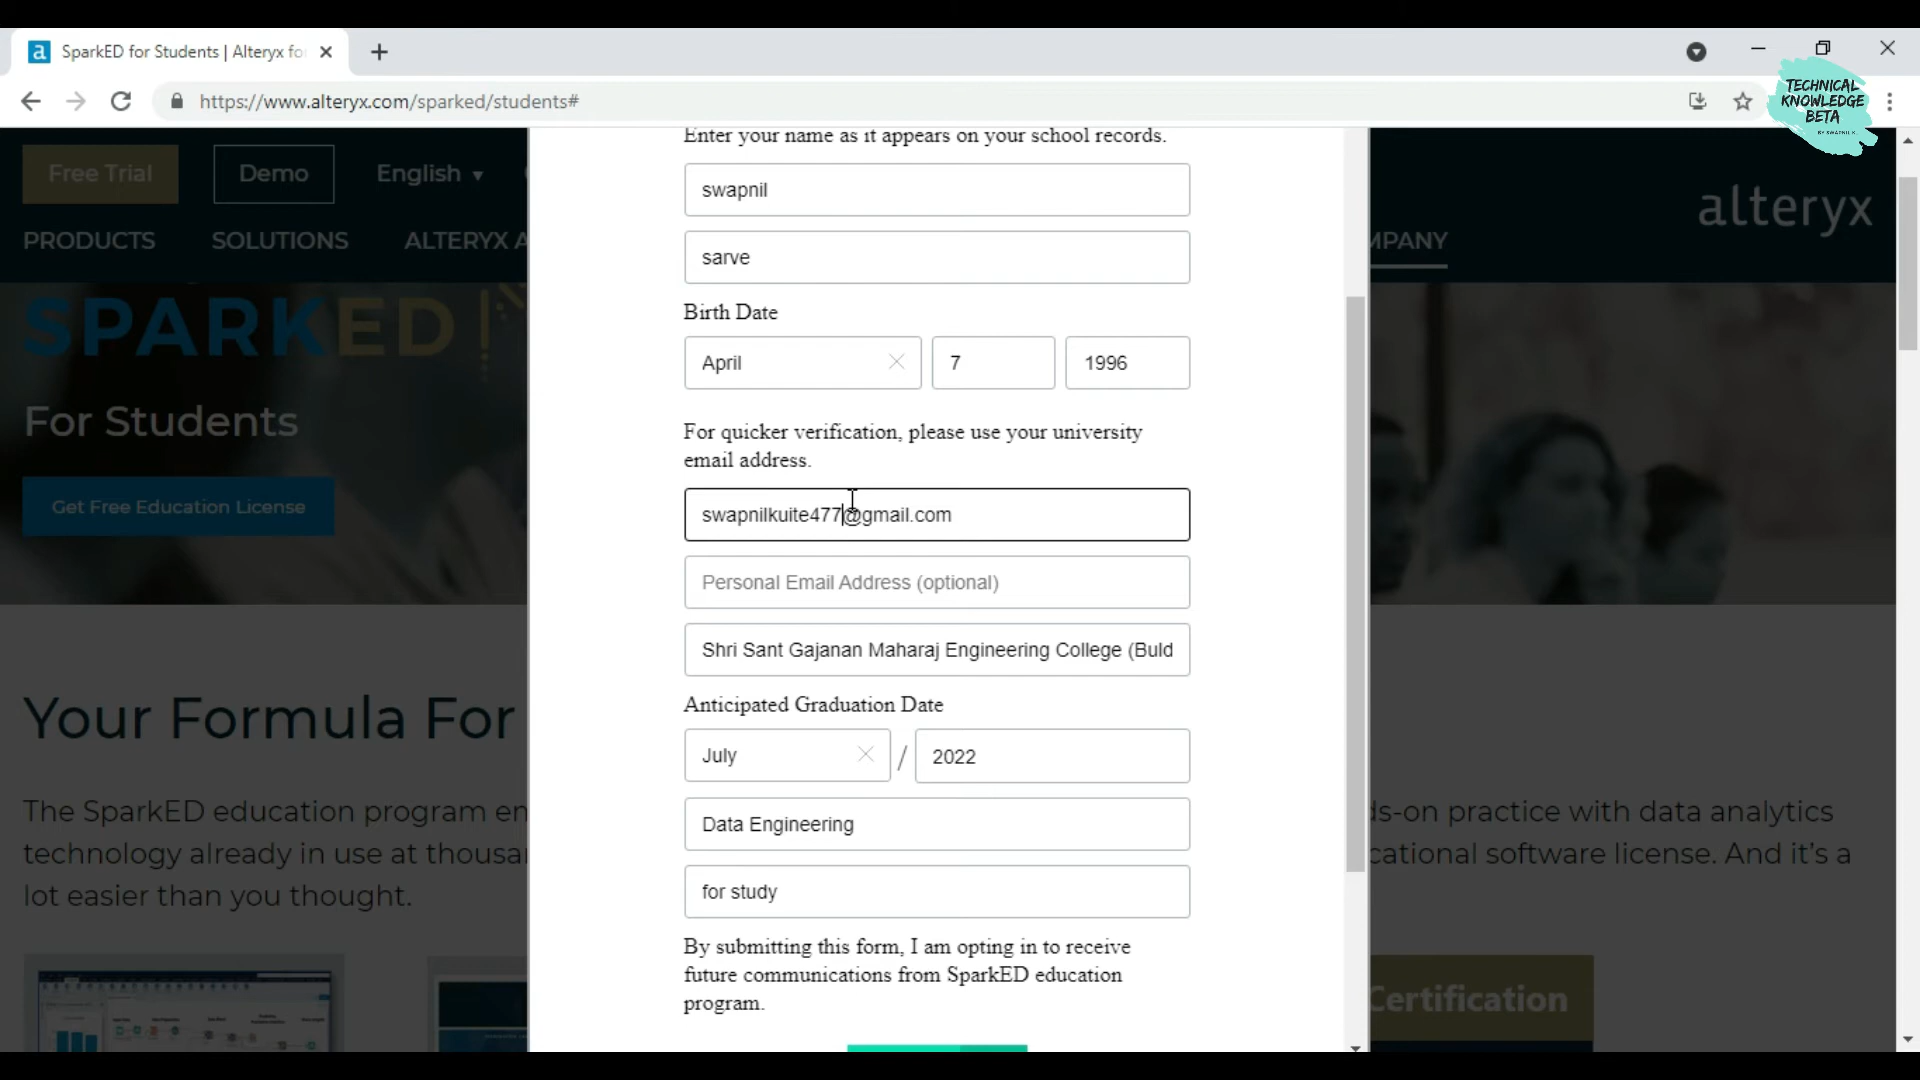 SparkED for Students | Alteryx fo
https://www.alteryx.com/sparked/students#
TECHNICAL
KNOWLEDGE
BETA
Free Trial
Demo
English
alteryx
PRODUCTS
SOLUTIONS
ALTERYX A
MPANY
SPARKED!
For Students
Get Free Education License
Enter your name as it appears on your school records.
swapnil
sarve
Birth Date
April
7
1996
For quicker verification, please use your university
email address.
swapnilkuite477@gmail.com
Personal Email Address (optional)
Shri Sant Gajanan Maharaj Engineering College (Buld
Anticipated Graduation Date
July
/
2022
Data Engineering
for study
By submitting this form, I am opting in to receive
future communications from SparkED education
program.
Your Formula For
The SparkED education program en
technology already in use at thousa
lot easier than you thought.
ds-on practice with data analytics
cational software license. And it's a
Certification